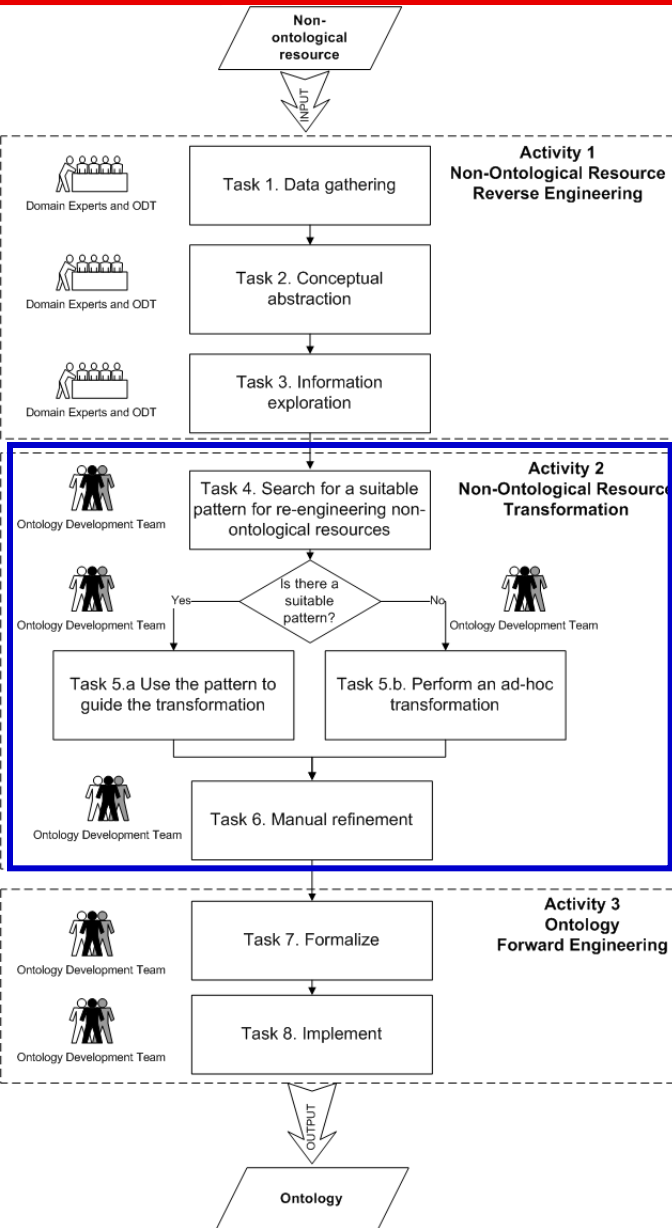 Non-
ontological
resource
INPUT
Activity 1
Non-Ontological Resource
Reverse Engineering
Task 1. Data gathering
Domain Experts and ODT
Task 2. Conceptual
abstraction
Domain Experts and ODT
Task 3. Information
exploration
Domain Experts and ODT
Activity 2
Non-Ontological Resource
Transformation
Task 4. Search for a suitable
pattern for re-engineering non-
ontological resources
Ontology Development Team
Is there a
suitable
pattern?
Yes
No
Ontology Development Team
Ontology Development Team
Task 5.a Use the pattern to
guide the transformation
Task 5.b. Perform an ad-hoc
transformation
Task 6. Manual refinement
Ontology Development Team
Activity 3
Ontology
Forward Engineering
Task 7. Formalize
Ontology Development Team
Task 8. Implement
Ontology Development Team
OUTPUT
Ontology